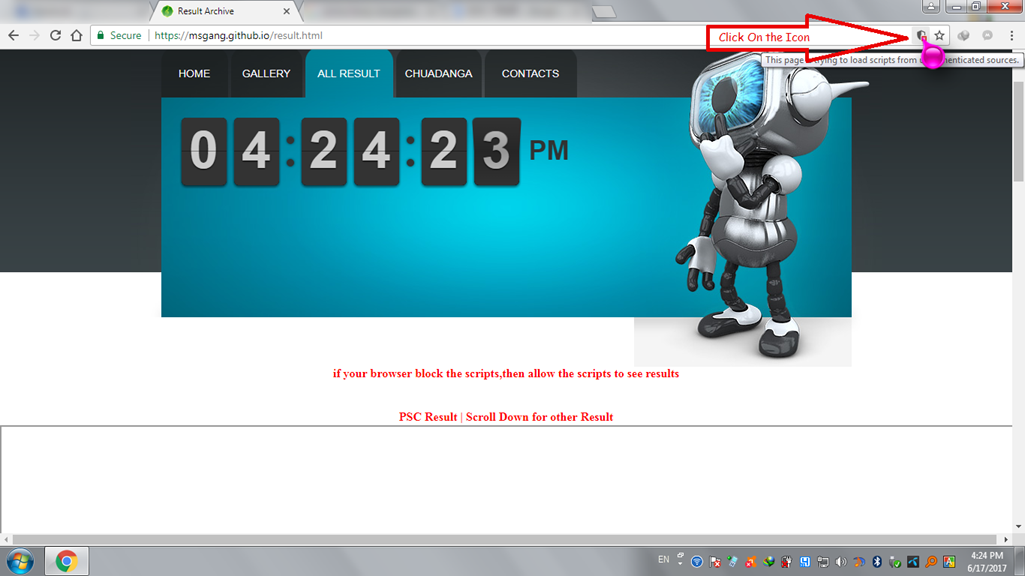 Result Archive
Secure
https://msgang.github.io/result.html
Click On the Icon
This page trying to load scripts from henticated sources.
HOME
GALLERY
ALL RESULT
CHUADANGA
CONTACTS
04:24:23 PM
if your browser block the scripts,then allow the scripts to see results
PSC Result | Scroll Down for other Result
EN
4:24 PM
6/17/2017